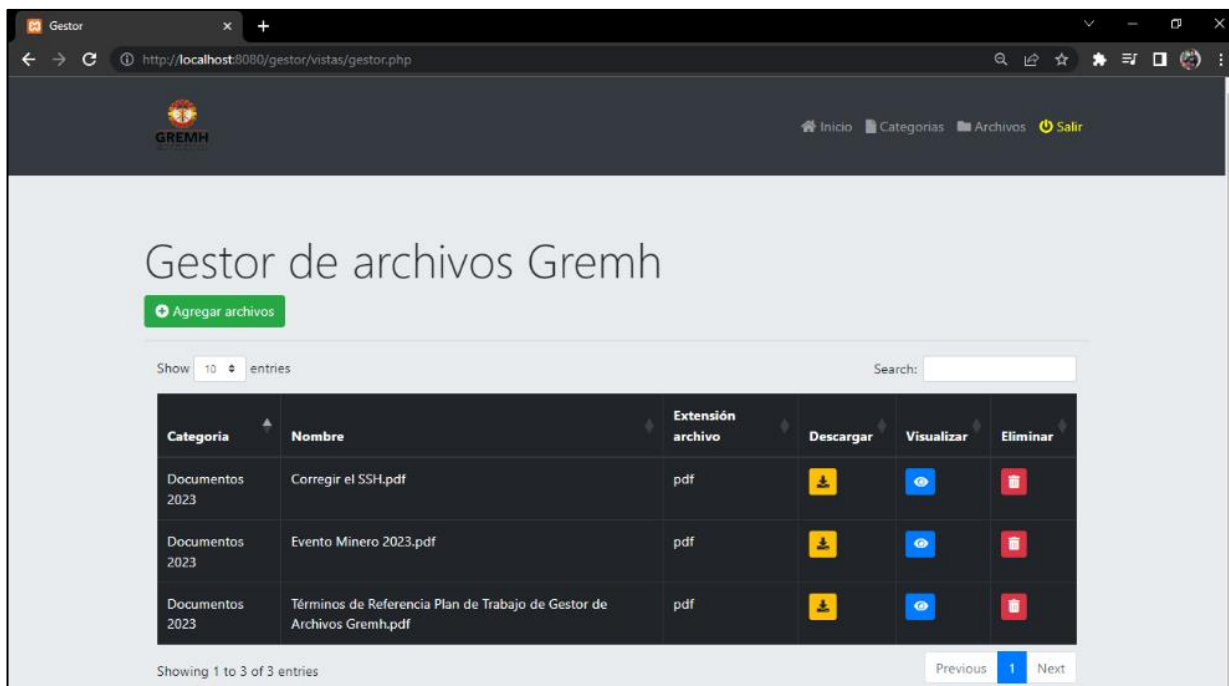 Gestor
http://localhost:8080/gestor/vistas/gestor.php
GREMH
Inicio Categorias Archivos Salir
Gestor de archivos Gremh
Agregar archivos
Show 10 entries Search:
Categoria Nombre Extensión archivo Descargar Visualizar Eliminar
Documentos 2023 Corregir el SSH.pdf pdf
Documentos 2023 Evento Minero 2023.pdf pdf
Documentos 2023 Términos de Referencia Plan de Trabajo de Gestor de Archivos Gremh.pdf pdf
Showing 1 to 3 of 3 entries Previous 1 Next